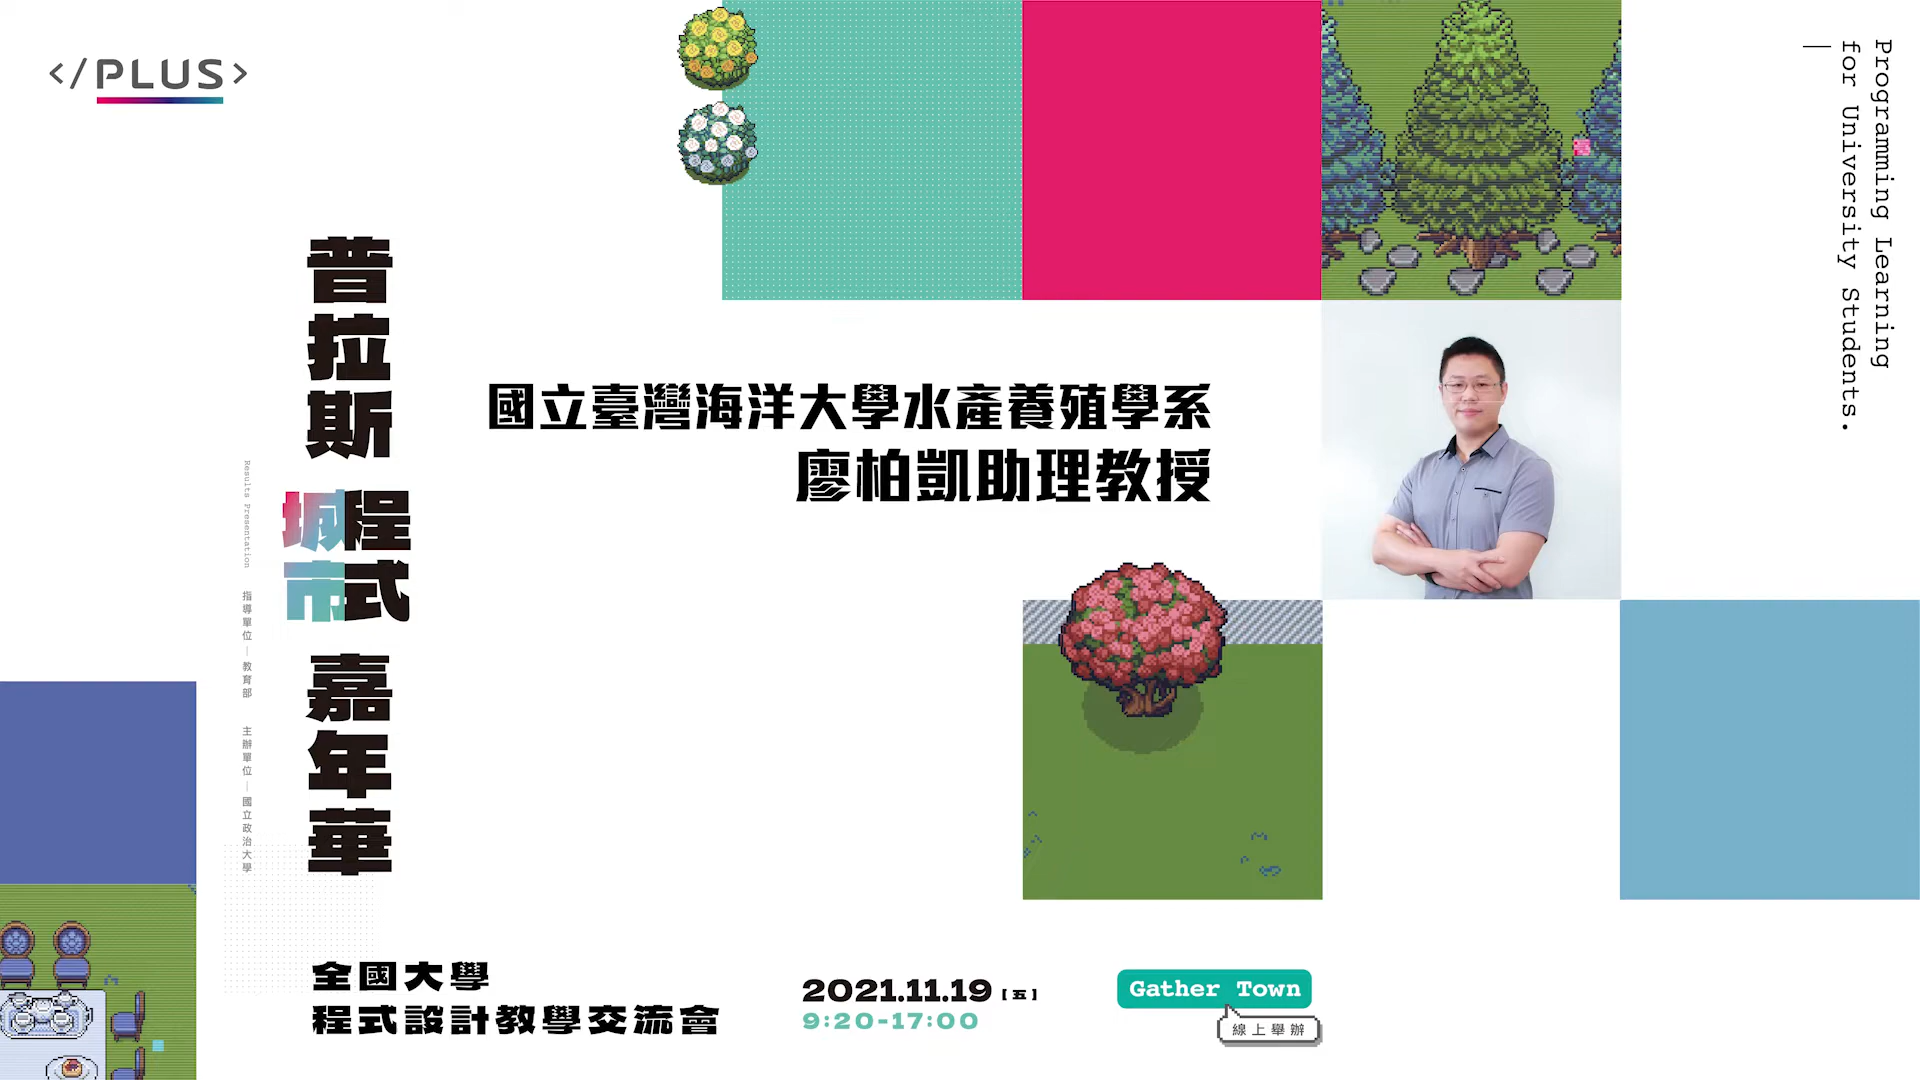 </PLUS>
Programming Learning
for University Students.
普拉斯
程式
城市
嘉年華
Results Presentation 指導單位|教育部 主辦單位|國立政治大學
國立臺灣海洋大學水產養殖學系
廖柏凱助理教授
全國大學
程式設計教學交流會
2021.11.19 [五]
9:20-17:00
Gather Town
線上舉辦